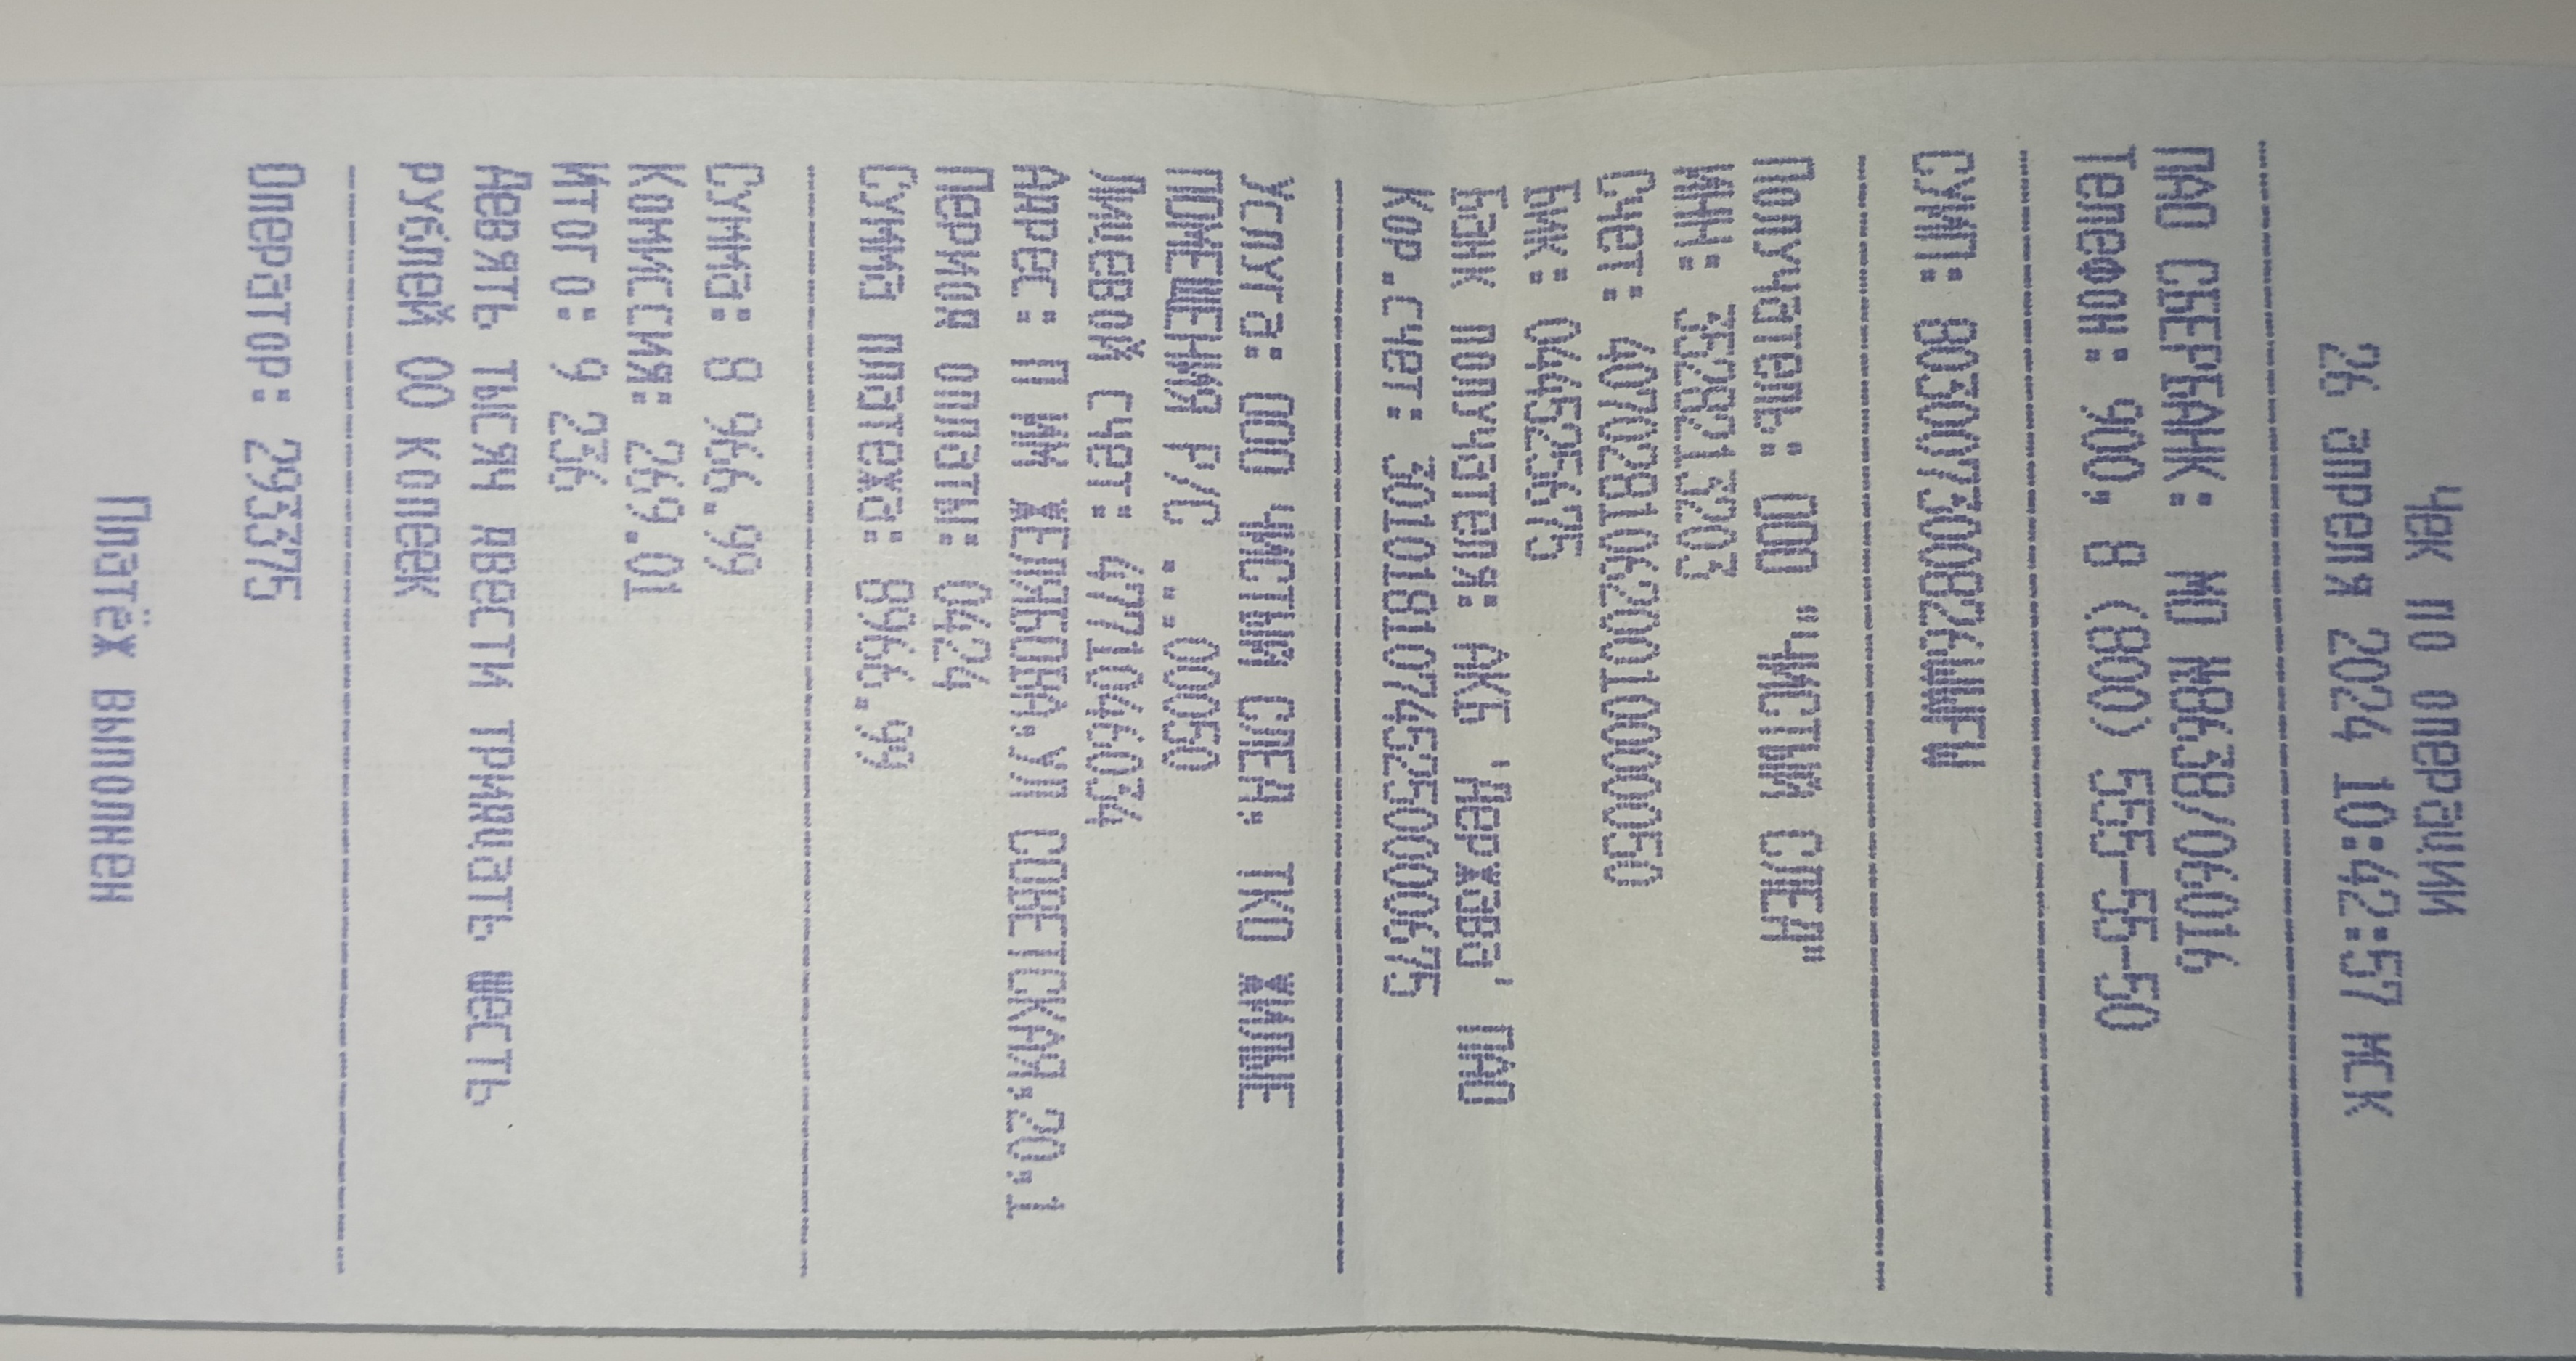 Чек по операции
26 апреля 2024 10:42:57 МСК
ПАО СБЕРБАНК: МО №8638/06016
Телефон: 900, 8 (800) 555-55-50
СУИП: 803007300824WWFW
Получатель: ООО "ЧИСТЫЙ СЛЕД"
ИНН: 3528213203
Счет: 40702810620010000050
БИК: 044525675
Банк получателя: АКБ 'Держава' ПАО
Кор.счет: 30101810745250000675
Услуга: ООО ЧИСТЫЙ СЛЕД, ТКО ЖИЛЫЕ
ПОМЕЩЕНИЯ Р/С ...00050
Лицевой счет: 4771046034
Адрес: П ИМ ЖЕЛЯБОВА,УЛ СОВЕТСКАЯ,20,1
Период оплаты: 0424
Сумма платежа: 8966.99
Сумма: 8 966.99
Комиссия: 269.01
Итого: 9 236
Девять тысяч двести тридцать шесть
рублей 00 копеек
Оператор: 293375
Платёж выполнен